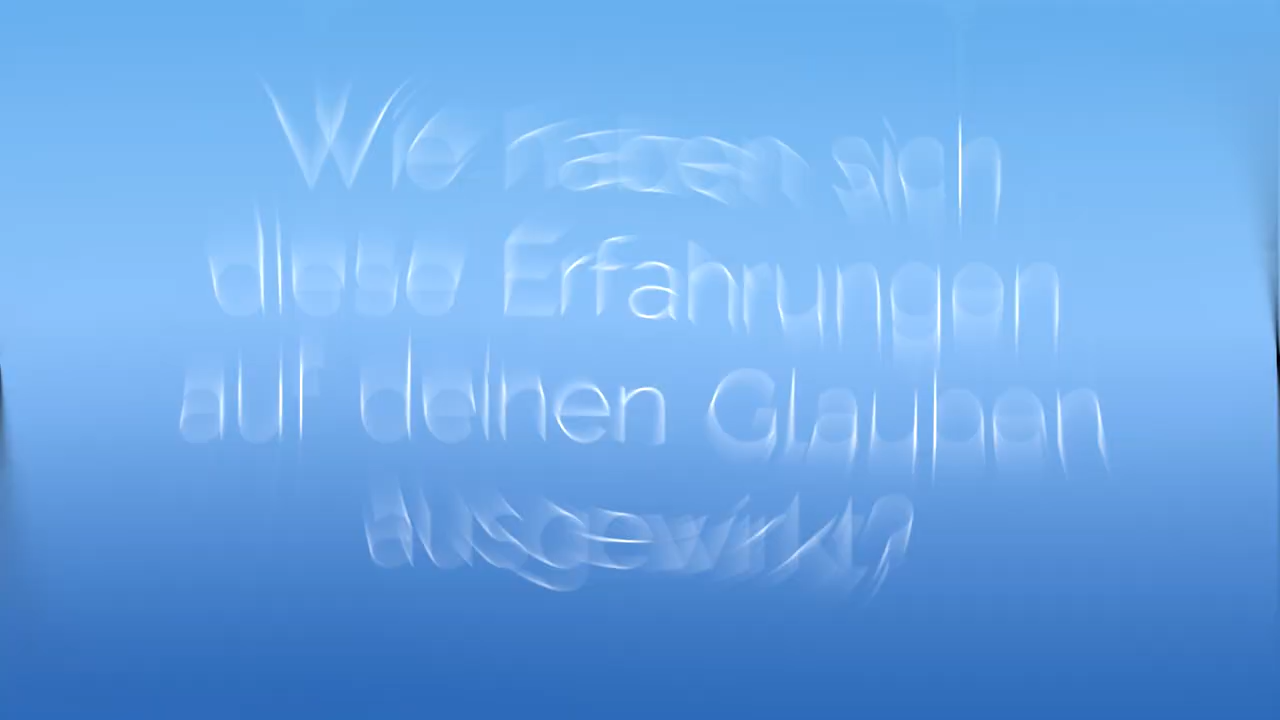 Wie haben sich
diese Erfahrungen
auf deinen Glauben
ausgewirkt?